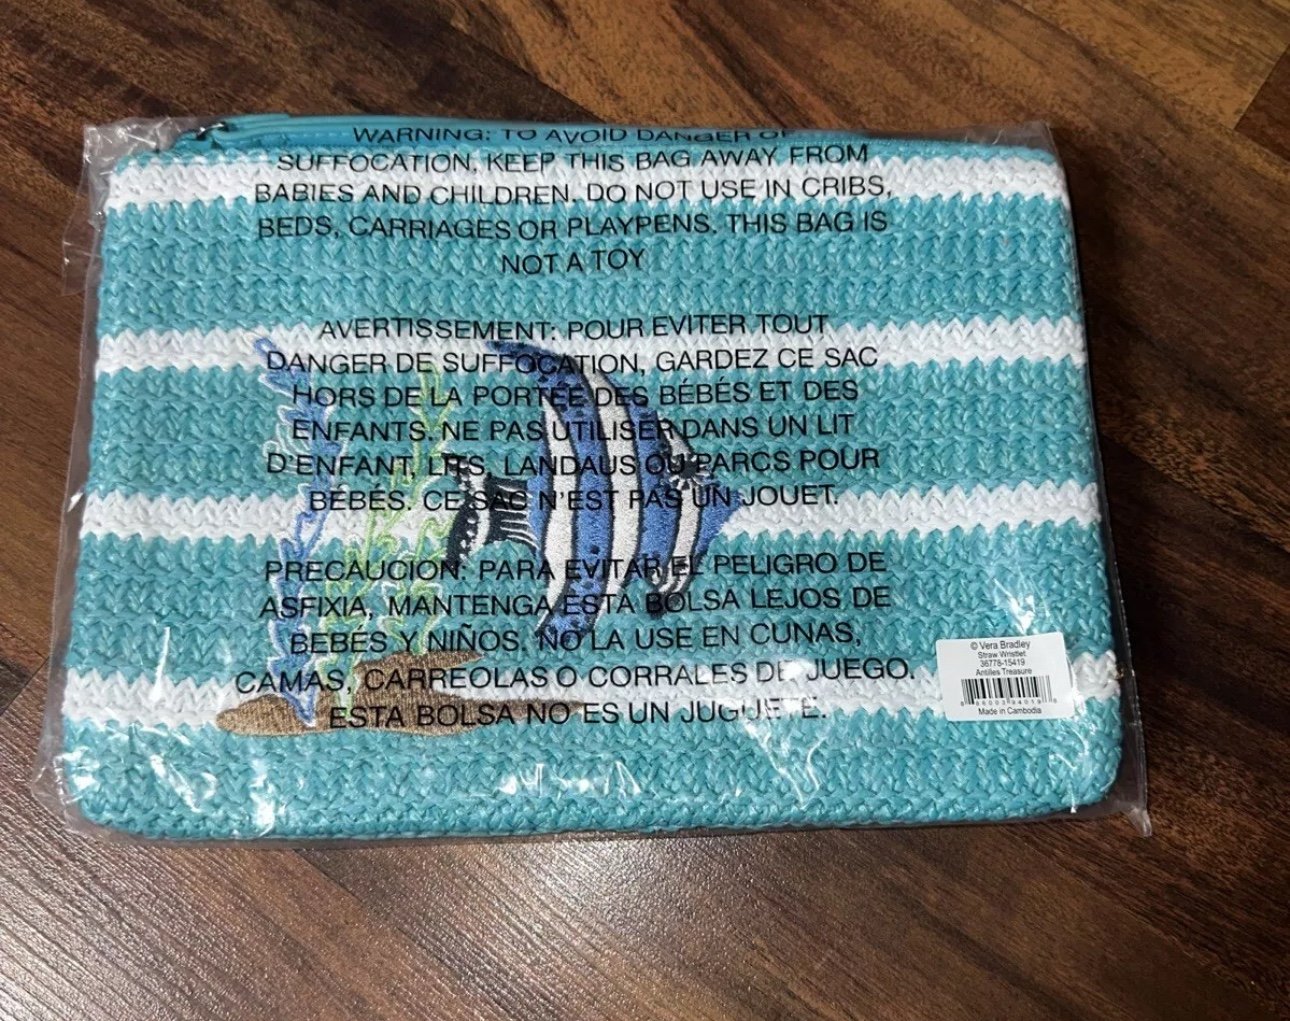 WARNING: TO AVOID DANGER OF
SUFFOCATION, KEEP THIS BAG AWAY FROM
BABIES AND CHILDREN. DO NOT USE IN CRIBS,
BEDS, CARRIAGES OR PLAYPENS. THIS BAG IS
NOT A TOY
AVERTISSEMENT: POUR EVITER TOUT
DANGER DE SUFFOCATION, GARDEZ CE SAC
HORS DE LA PORTÉE DES BÉBÉS ET DES
ENFANTS. NE PAS UTILISER DANS UN LIT
D'ENFANT, LITS, LANDAUS OU PARCS POUR
BÉBÉS. CE SAC N'EST PAS UN JOUET.
PRECAUCIÓN: PARA EVITAR EL PELIGRO DE
ASFIXIA, MANTENGA ESTA BOLSA LEJOS DE
BEBÉS Y NIÑOS. NO LA USE EN CUNAS,
CAMAS, CARREOLAS O CORRALES DE JUEGO.
ESTA BOLSA NO ES UN JUGUETE.
© Vera Bradley
Straw Wristlet
36778-15419
Antilles Treasure
Made in Cambodia